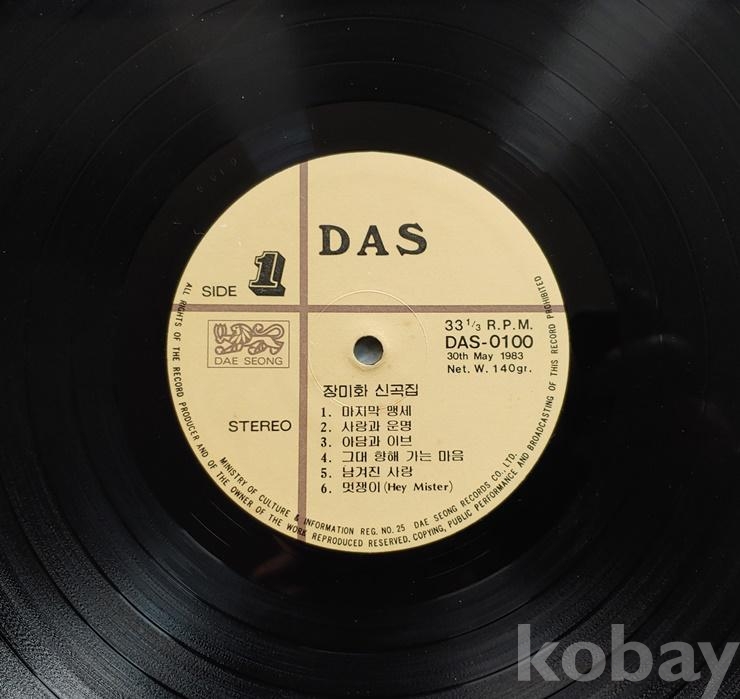 DAS
SIDE 1
33 1/3 R.P.M.
DAS-0100
30th May 1983
Net. W. 140gr.
DAE SEONG
STEREO
장미화 신곡집
1. 마지막 맹세
2. 사랑과 운명
3. 아담과 이브
4. 그대 향해 가는 마음
5. 남겨진 사랑
6. 멋쟁이 (Hey Mister)
MINISTRY OF CULTURE & INFORMATION REG. NO. 25 DAE SEONG RECORDS CO., LTD.
ALL RIGHTS OF THE RECORD PRODUCER AND OF THE OWNER OF THE WORK REPRODUCED RESERVED. COPYING, PUBLIC PERFORMANCE AND BROADCASTING OF THIS RECORD PROHIBITED
kobay